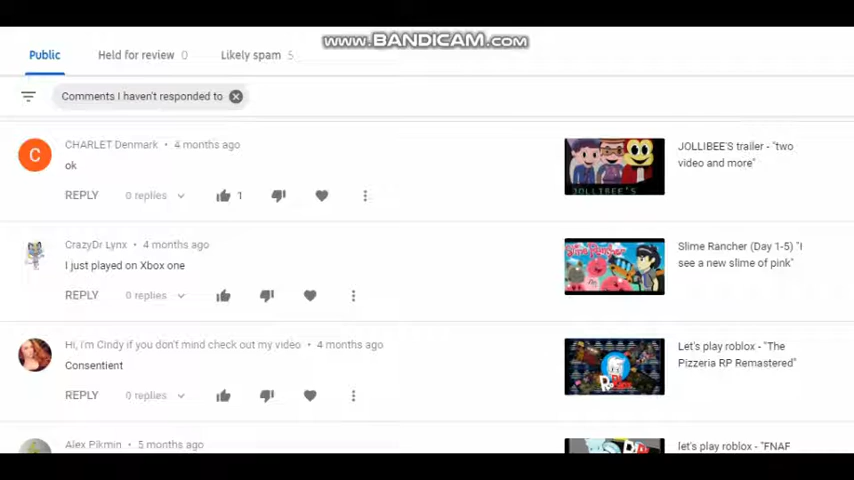 www.BANDICAM.com
Public Held for review 0 Likely spam 5
Comments I haven't responded to
CHARLET Denmark • 4 months ago
ok
REPLY 0 replies 1
JOLLIBEE'S trailer - "two
video and more"
JOLLIBEE'S
CrazyDr Lynx • 4 months ago
I just played on Xbox one
REPLY 0 replies
Slime Rancher
Slime Rancher (Day 1-5) "I
see a new slime of pink"
Hi, i'm Cindy if you don't mind check out my video • 4 months ago
Consentient
REPLY 0 replies
Let's play roblox - "The
Pizzeria RP Remastered"
Alex Pikmin • 5 months ago
let's play roblox - "FNAF